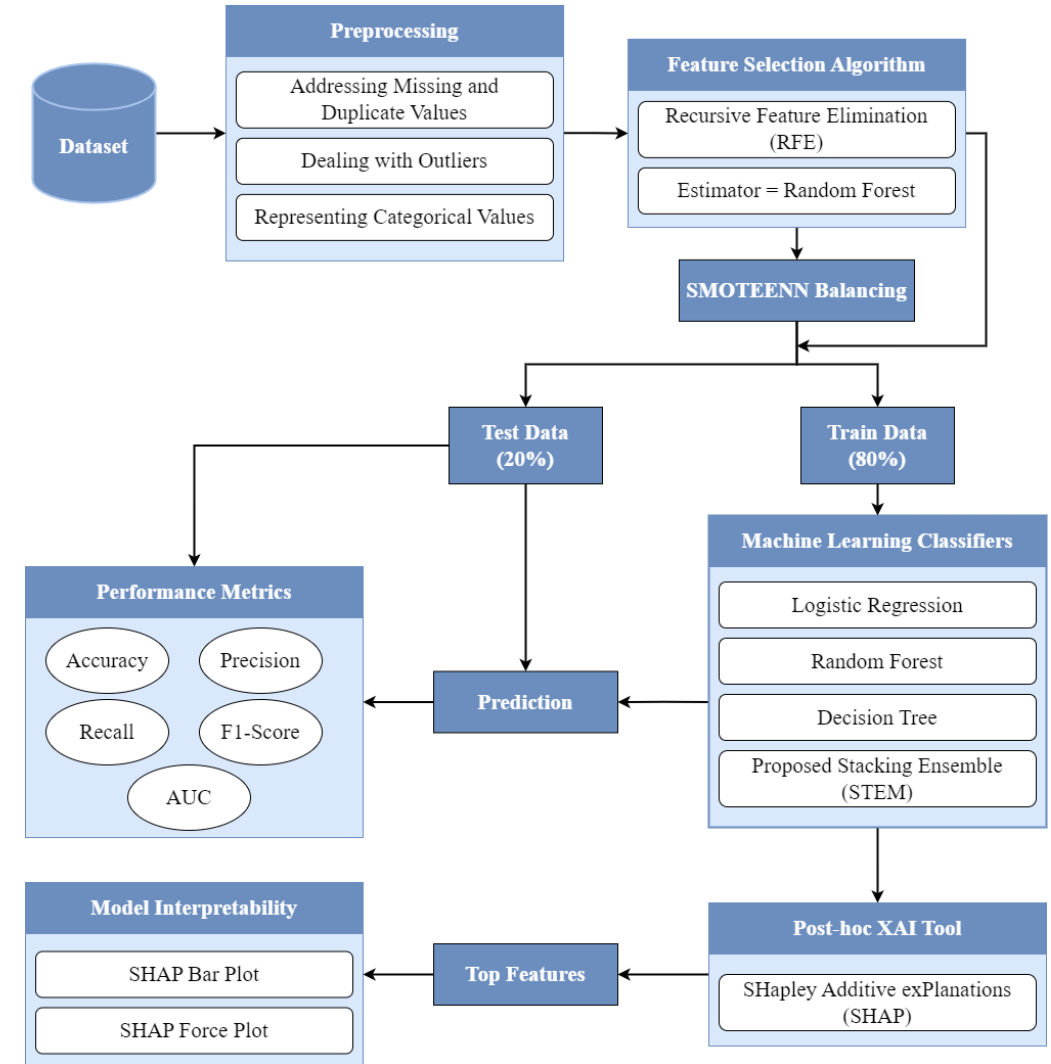 Dataset
Preprocessing
Addressing Missing and
Duplicate Values
Dealing with Outliers
Representing Categorical Values
Feature Selection Algorithm
Recursive Feature Elimination
(RFE)
Estimator = Random Forest
SMOTEENN Balancing
Test Data
(20%)
Train Data
(80%)
Machine Learning Classifiers
Logistic Regression
Random Forest
Decision Tree
Proposed Stacking Ensemble
(STEM)
Prediction
Performance Metrics
Accuracy
Precision
Recall
F1-Score
AUC
Post-hoc XAI Tool
SHapley Additive exPlanations
(SHAP)
Top Features
Model Interpretability
SHAP Bar Plot
SHAP Force Plot